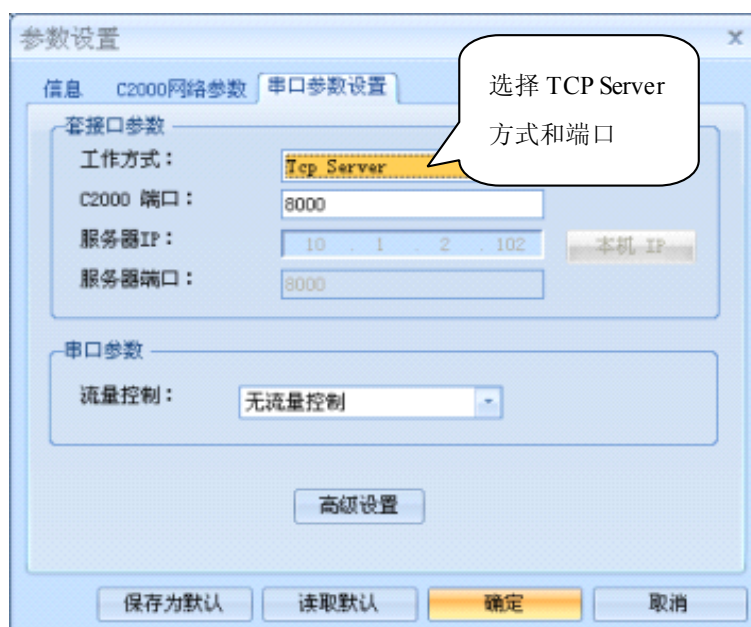 参数设置
选择 TCP Server
方式和端口
信息 C2000网络参数 串口参数设置
套接口参数
工作方式： Tcp Server
C2000 端口： 8000
服务器IP： 10 . 1 . 2 . 102 本机 IP
服务器端口： 8000
串口参数
流量控制： 无流量控制
高级设置
保存为默认 读取默认 确定 取消